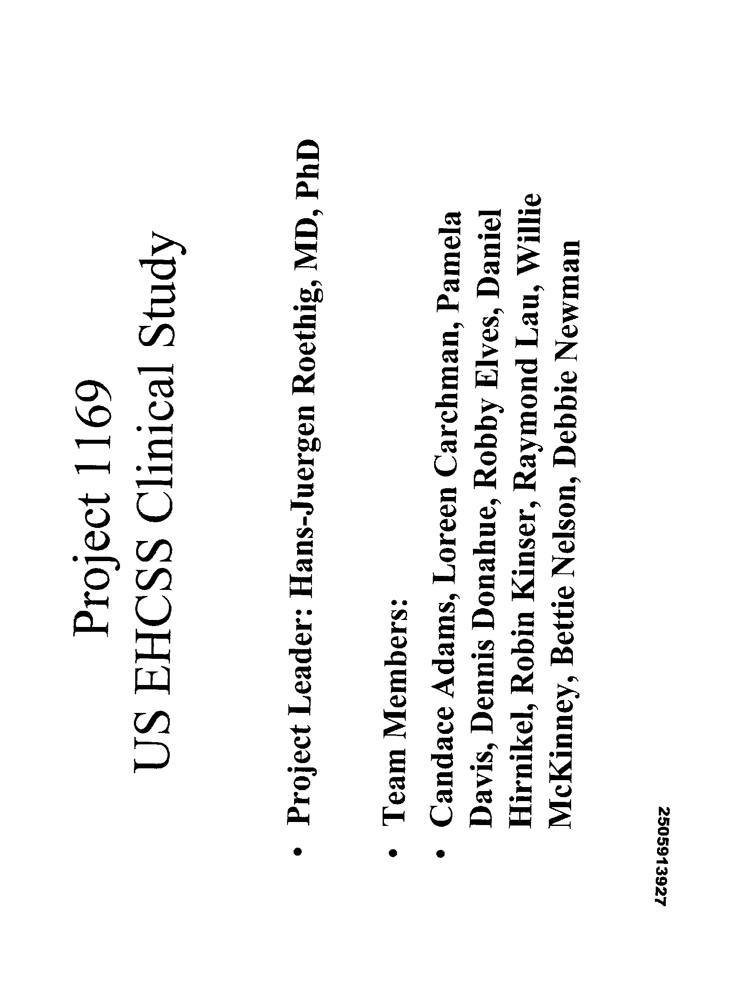 Project 1169
US EHCSS Clinical Study
• Project Leader: Hans-Juergen Roethig, MD, PhD
• Team Members:
• Candace Adams, Loreen Carchman, Pamela
Davis, Dennis Donahue, Robby Elves, Daniel
Hirnikel, Robin Kinser, Raymond Lau, Willie
McKinney, Bettie Nelson, Debbie Newman
2505913927